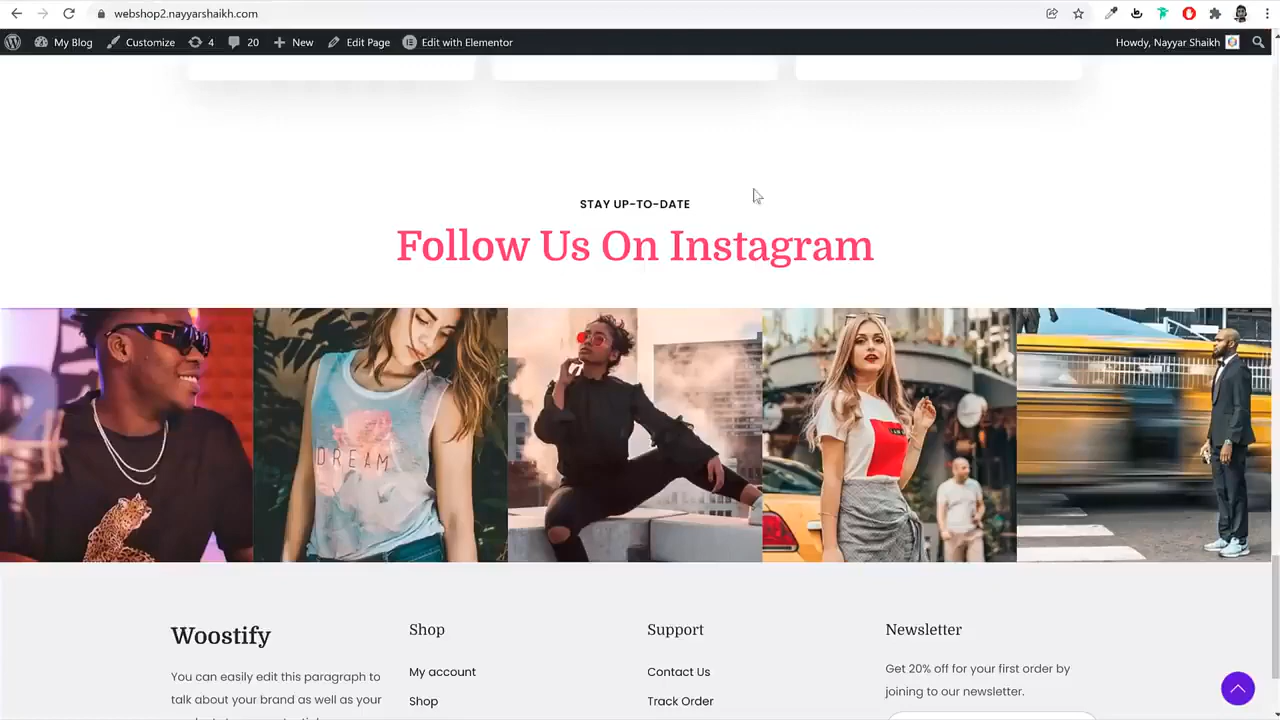 webshop2.nayyarshaikh.com
My Blog Customize 4 20 New Edit Page Edit with Elementor Howdy, Nayyar Shaikh
STAY UP-TO-DATE
Follow Us On Instagram
DREAM
Woostify Shop Support Newsletter
You can easily edit this paragraph to My account Contact Us Get 20% off for your first order by
talk about your brand as well as your Shop Track Order joining to our newsletter.